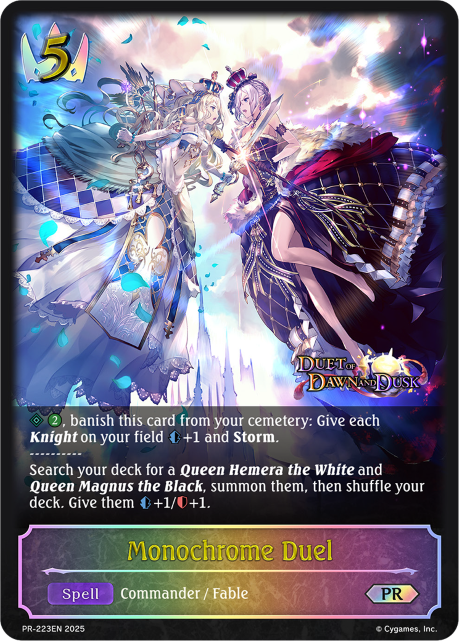 5
DUET OF
DAWN AND DUSK
2, banish this card from your cemetery: Give each
Knight on your field +1 and Storm.
----------
Search your deck for a Queen Hemera the White and
Queen Magnus the Black, summon them, then shuffle your
deck. Give them +1/+1.
Monochrome Duel
Spell Commander / Fable PR
PR-223EN 2025 © Cygames, Inc.